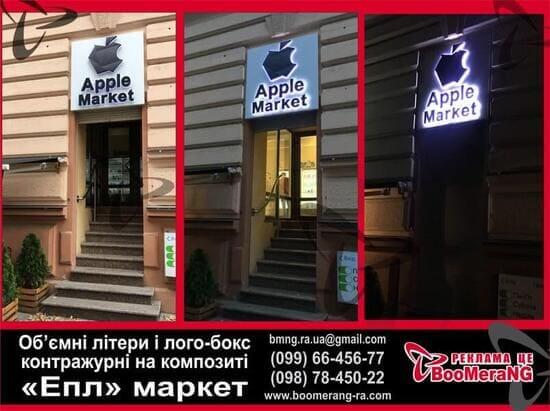 Apple
Market
Apple
Market
Apple
Market
Об'ємні літери і лого-бокс
контражурні на композиті
«Епл» маркет
bmng.ra.ua@gmail.com
(099) 66-456-77
(098) 78-450-22
www.boomerang-ra.com
РЕКЛАМА ЦЕ
BooMeraNG